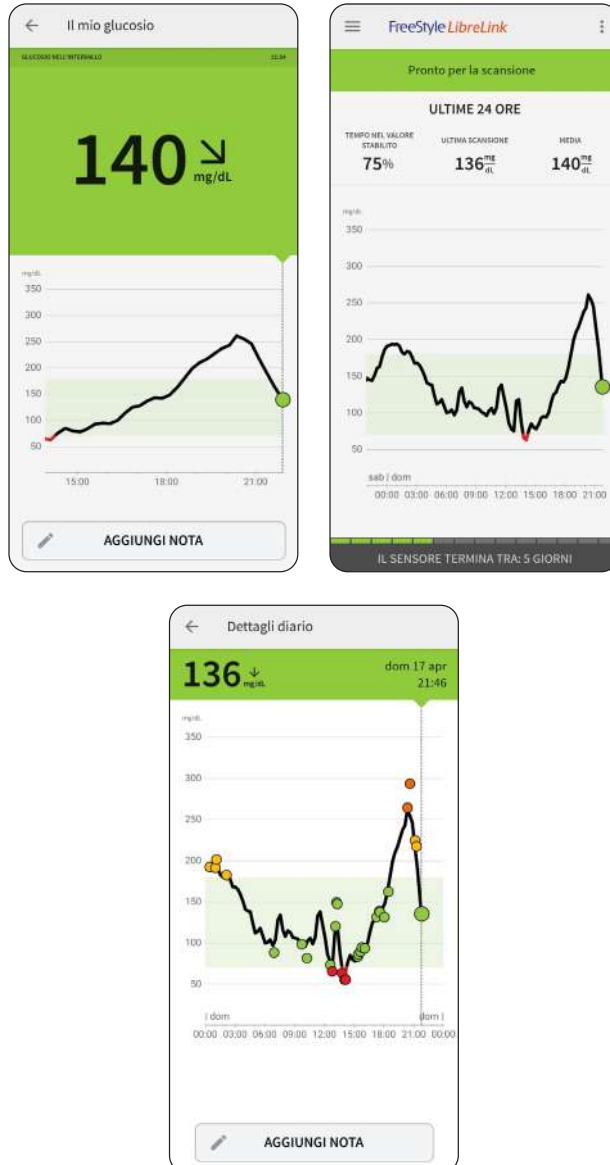 Il mio glucosio
GLUCOSIO NELL'INTERVALLO
140
mg/dL
mg/dL
350
300
250
200
150
100
50
15:00 18:00 21:00
AGGIUNGI NOTA
FreeStyle LibreLink
Pronto per la scansione
ULTIME 24 ORE
TEMPO NEL VALORE STABILITO
75%
ULTIMA SCANSIONE
136 mg/dL
MEDIA
140 mg/dL
mg/dL
350
300
250
200
150
100
50
sab | dom
00:00 03:00 06:00 09:00 12:00 15:00 18:00 21:00
IL SENSORE TERMINA TRA: 5 GIORNI
Dettagli diario
136 mg/dL
dom 17 apr
21:46
mg/dL
350
300
250
200
150
100
50
| dom dom |
00:00 03:00 06:00 09:00 12:00 15:00 18:00 21:00 00:00
AGGIUNGI NOTA